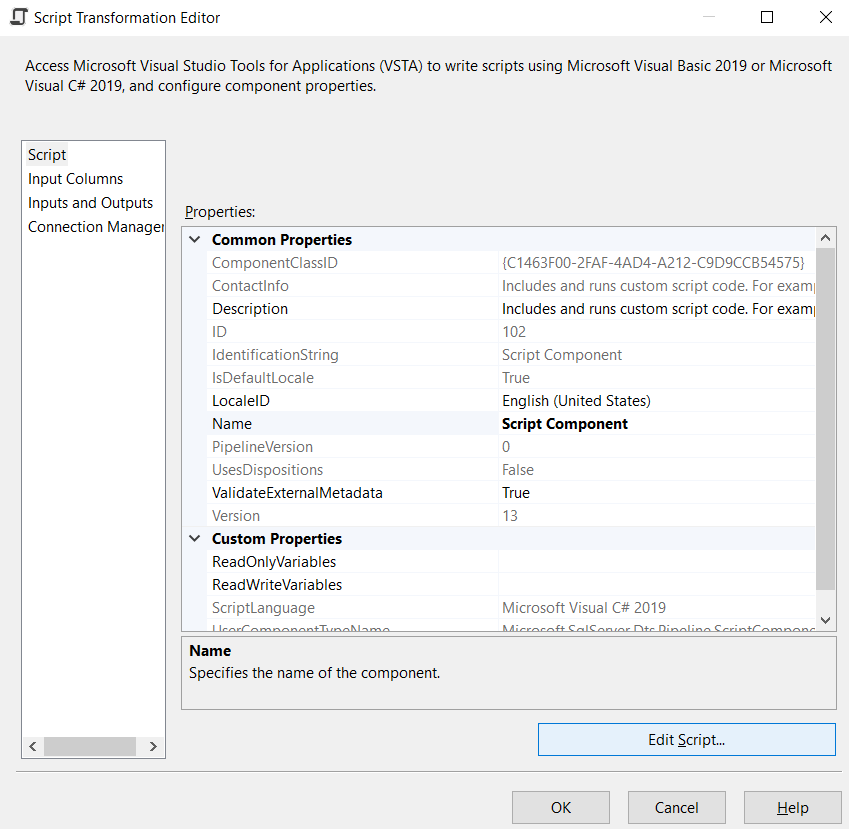 Script Transformation Editor
Access Microsoft Visual Studio Tools for Applications (VSTA) to write scripts using Microsoft Visual Basic 2019 or Microsoft
Visual C# 2019, and configure component properties.
Script
Input Columns
Inputs and Outputs
Connection Manager
Properties:
Common Properties
ComponentClassID {C1463F00-2FAF-4AD4-A212-C9D9CCB54575}
ContactInfo Includes and runs custom script code. For examp
Description Includes and runs custom script code. For examp
ID 102
IdentificationString Script Component
IsDefaultLocale True
LocaleID English (United States)
Name Script Component
PipelineVersion 0
UsesDispositions False
ValidateExternalMetadata True
Version 13
Custom Properties
ReadOnlyVariables
ReadWriteVariables
ScriptLanguage Microsoft Visual C# 2019
UserComponentTypeName Microsoft.SqlServer.Dts.Pipeline.ScriptCompone
Name
Specifies the name of the component.
Edit Script...
OK Cancel Help